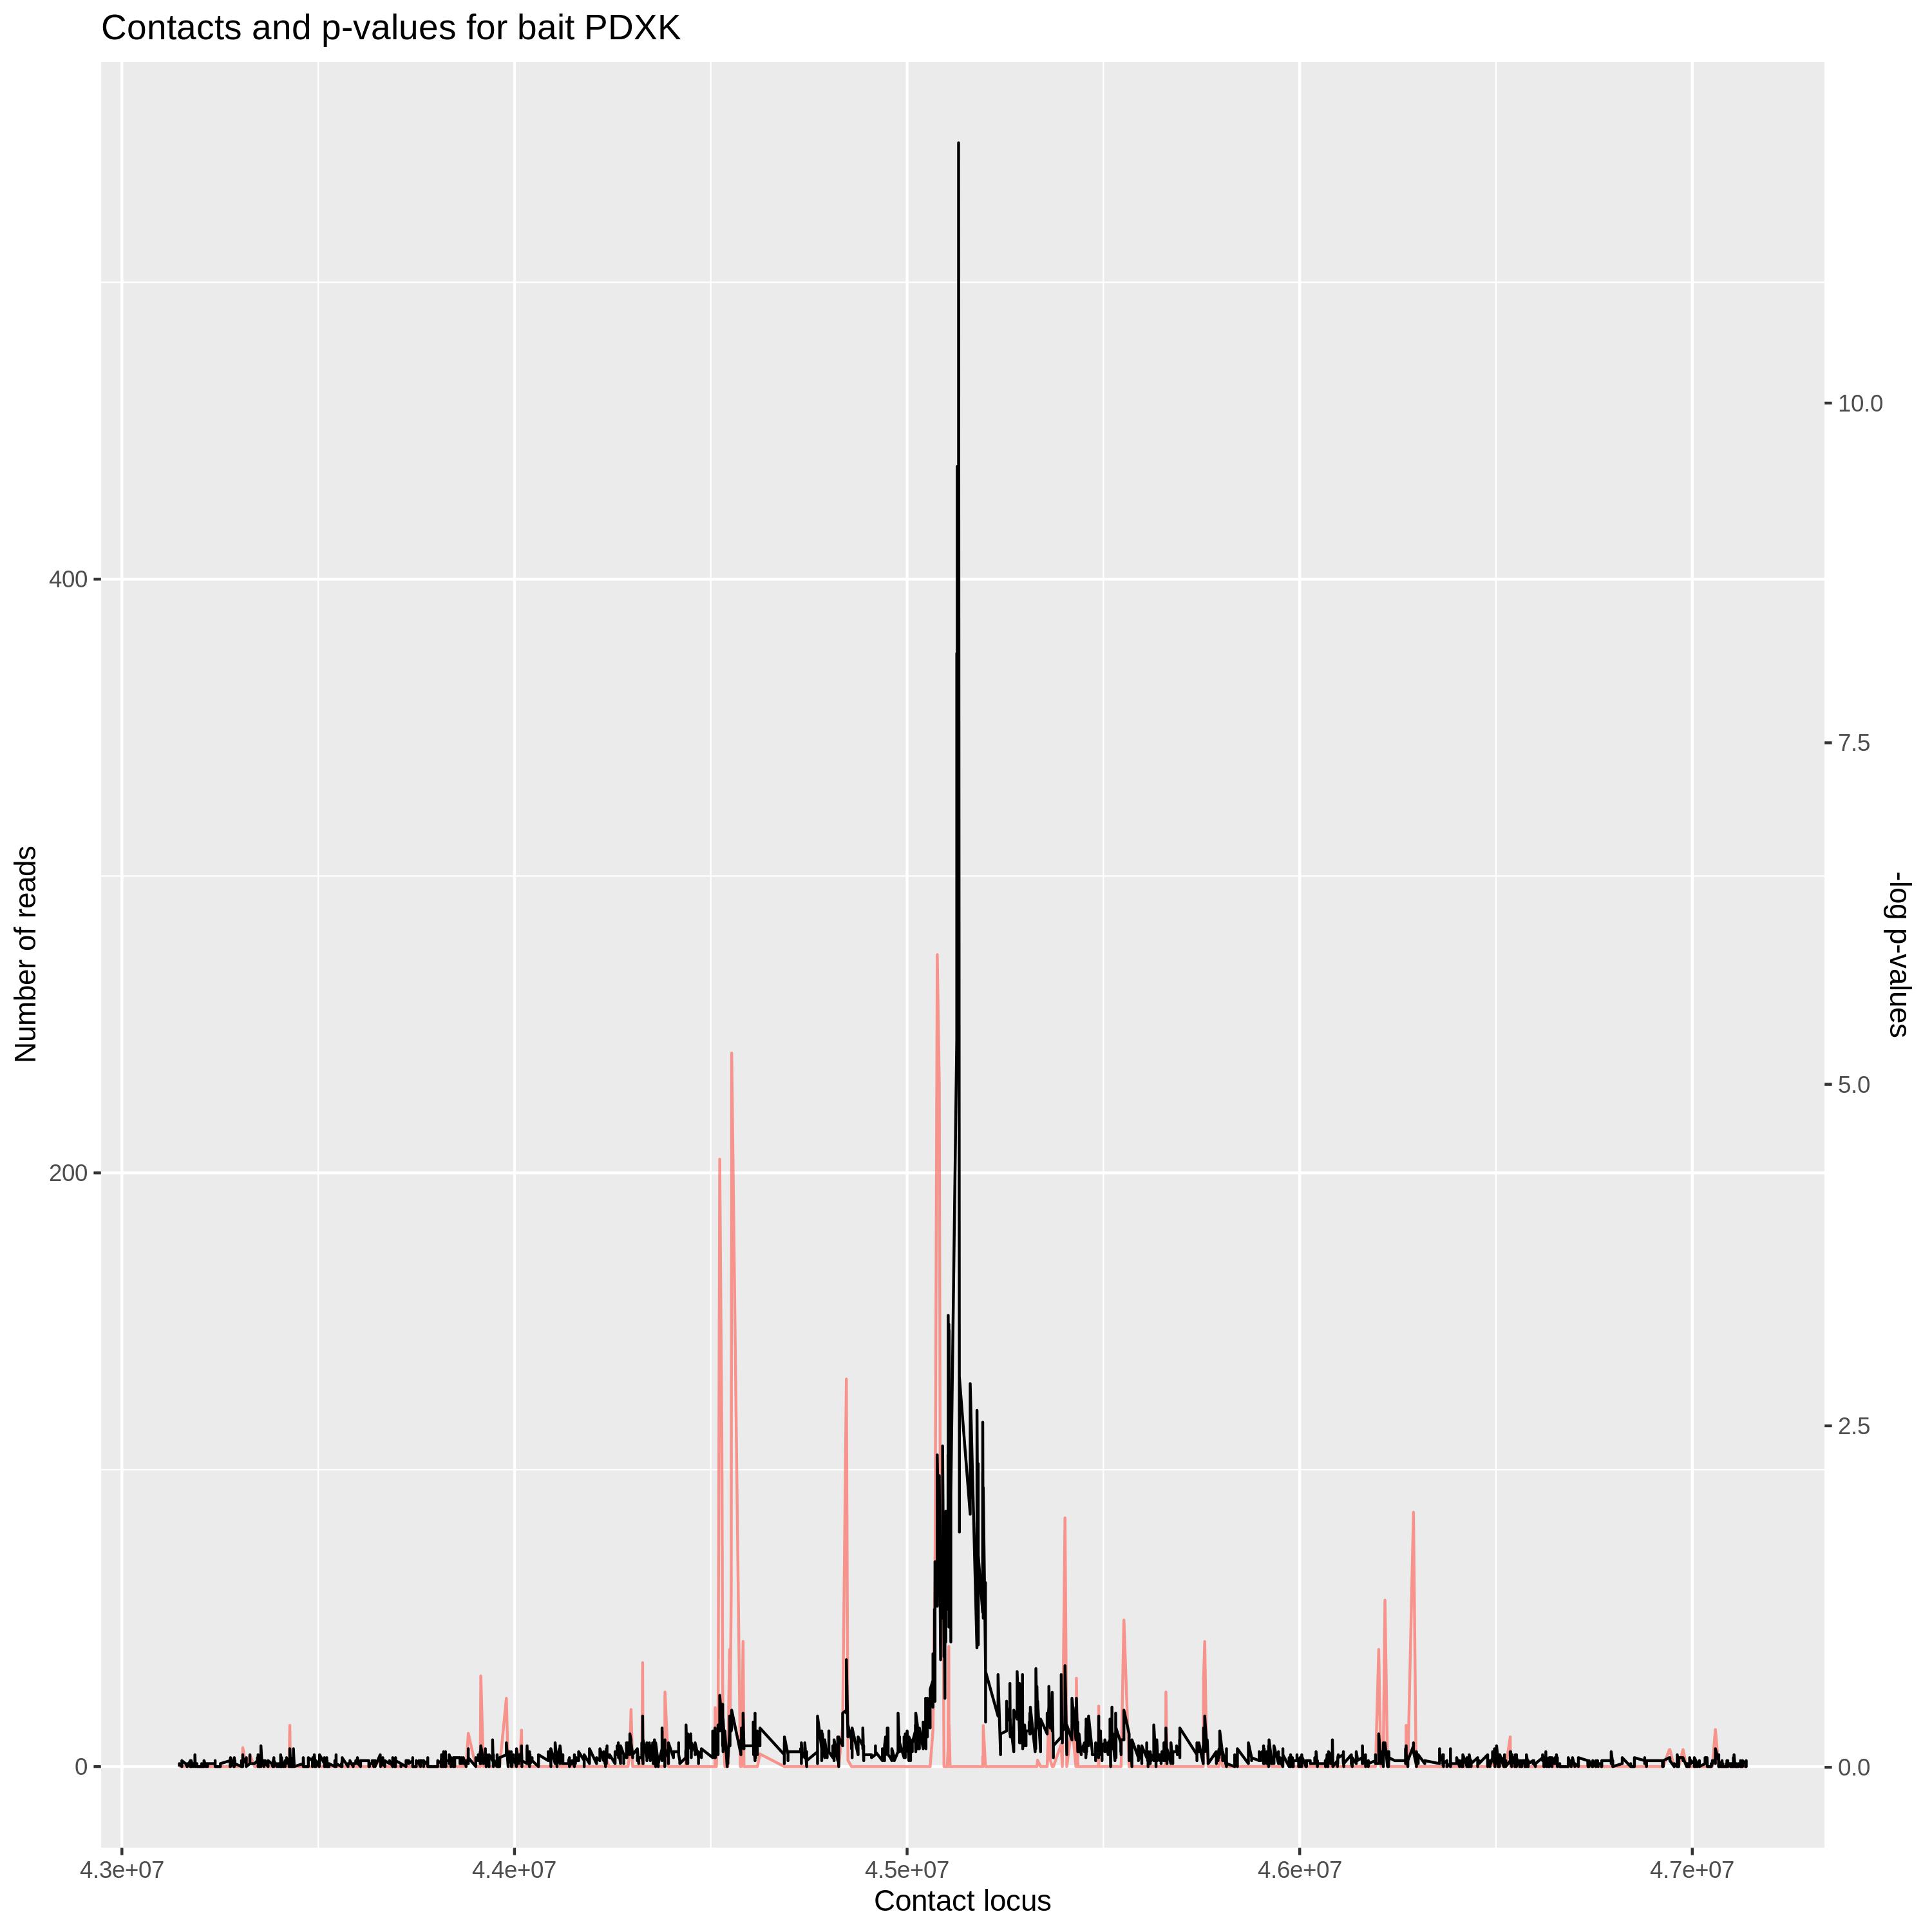 Contacts and p-values for bait PDXK
Number of reads
400
200
0
10.0
7.5
5.0
2.5
0.0
-log p-values
4.3e+07
4.4e+07
4.5e+07
4.6e+07
4.7e+07
Contact locus